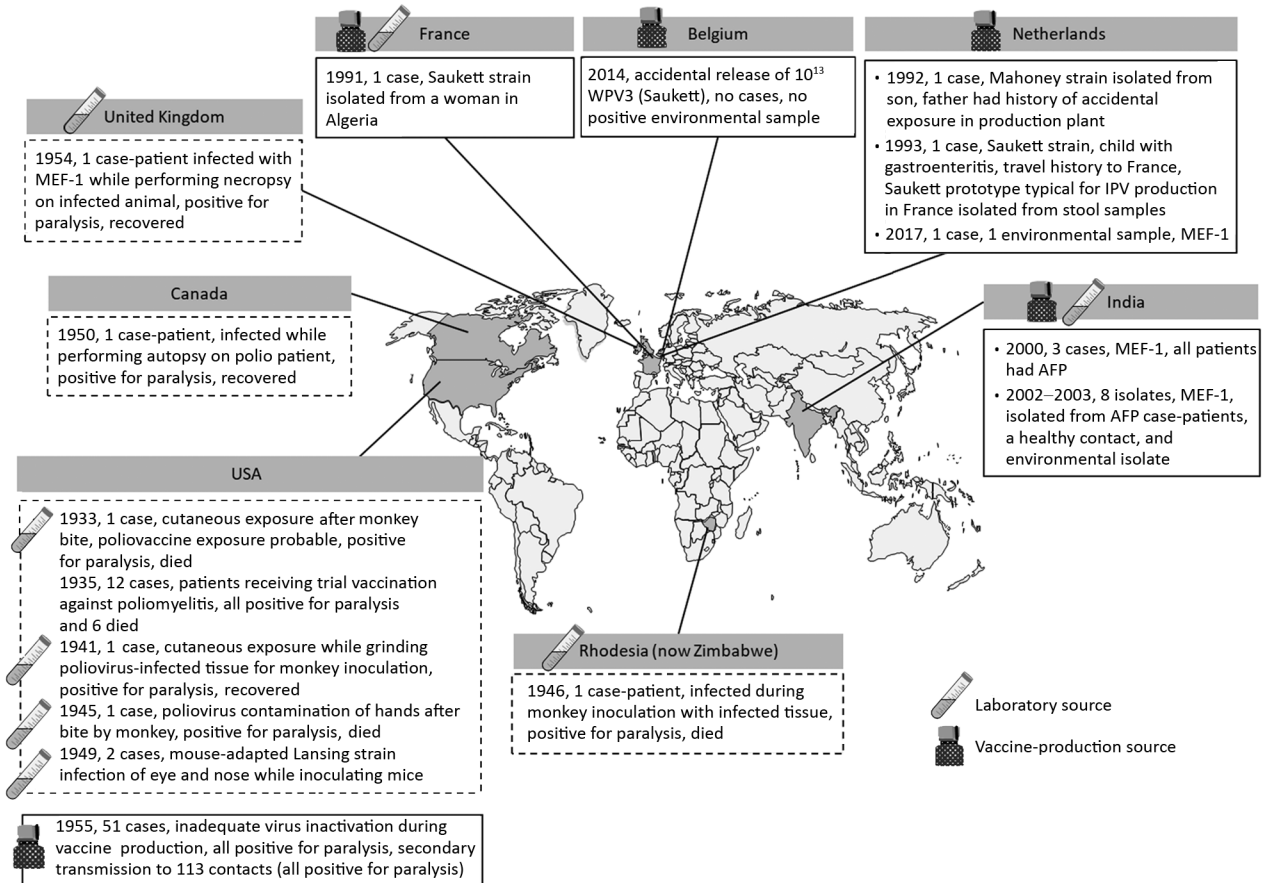 France
1991, 1 case, Saukett strain
isolated from a woman in
Algeria
Belgium
2014, accidental release of 10¹³
WPV3 (Saukett), no cases, no
positive environmental sample
Netherlands
• 1992, 1 case, Mahoney strain isolated from
son, father had history of accidental
exposure in production plant
• 1993, 1 case, Saukett strain, child with
gastroenteritis, travel history to France,
Saukett prototype typical for IPV production
in France isolated from stool samples
• 2017, 1 case, 1 environmental sample, MEF-1
United Kingdom
1954, 1 case-patient infected with
MEF-1 while performing necropsy
on infected animal, positive for
paralysis, recovered
Canada
1950, 1 case-patient, infected while
performing autopsy on polio patient,
positive for paralysis, recovered
India
• 2000, 3 cases, MEF-1, all patients
had AFP
• 2002–2003, 8 isolates, MEF-1,
isolated from AFP case-patients,
a healthy contact, and
environmental isolate
USA
1933, 1 case, cutaneous exposure after monkey
bite, poliovaccine exposure probable, positive
for paralysis, died
1935, 12 cases, patients receiving trial vaccination
against poliomyelitis, all positive for paralysis
and 6 died
1941, 1 case, cutaneous exposure while grinding
poliovirus-infected tissue for monkey inoculation,
positive for paralysis, recovered
1945, 1 case, poliovirus contamination of hands after
bite by monkey, positive for paralysis, died
1949, 2 cases, mouse-adapted Lansing strain
infection of eye and nose while inoculating mice
1955, 51 cases, inadequate virus inactivation during
vaccine production, all positive for paralysis, secondary
transmission to 113 contacts (all positive for paralysis)
Rhodesia (now Zimbabwe)
1946, 1 case-patient, infected during
monkey inoculation with infected tissue,
positive for paralysis, died
Laboratory source
Vaccine-production source